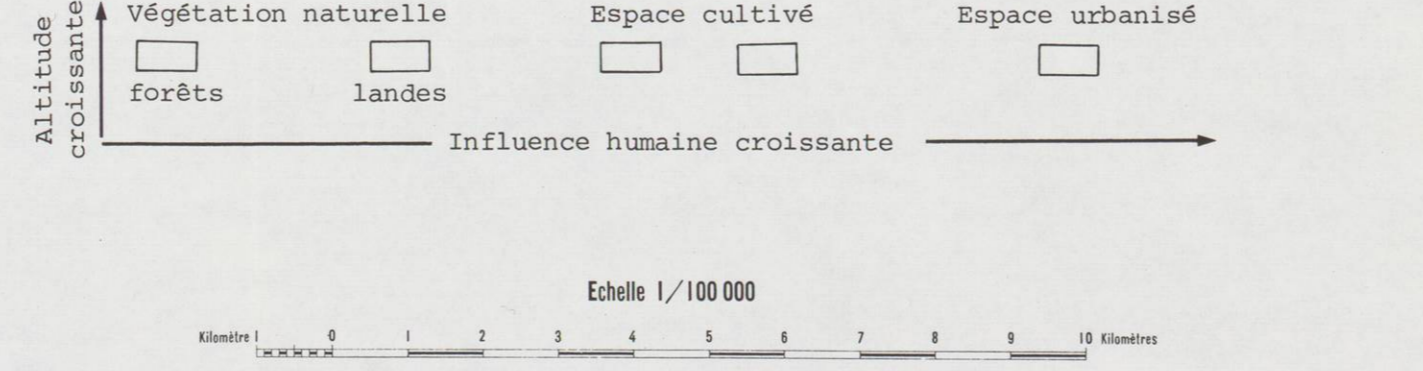 Altitude
croissante
Végétation naturelle Espace cultivé Espace urbanisé
forêts landes
Influence humaine croissante
Echelle 1/100 000
Kilomètre 1 0 1 2 3 4 5 6 7 8 9 10 Kilomètres